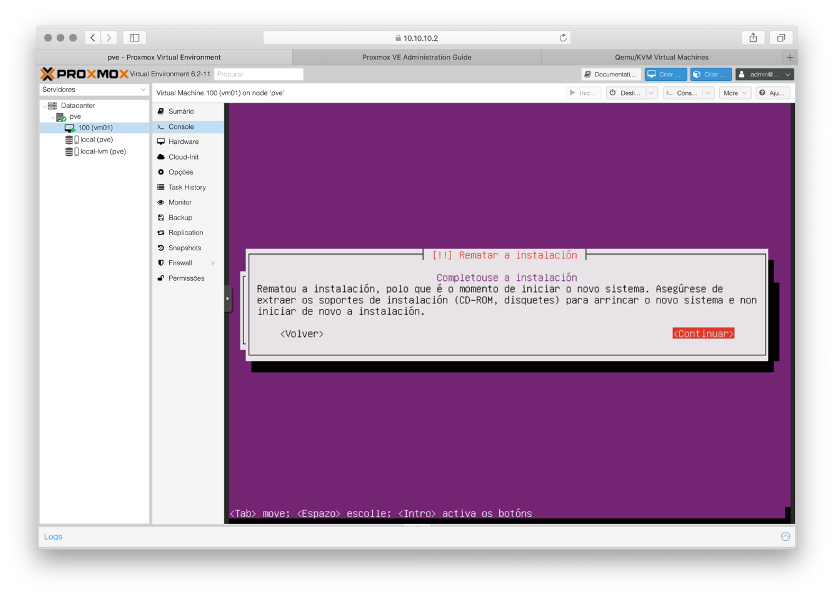 10.10.10.2
pve - Proxmox Virtual Environment
Proxmox VE Administration Guide
Qemu/KVM Virtual Machines
PROXMOX Virtual Environment 6.2-11 Procurar
Documentati...
Criar ...
Criar ...
admin@...
Servidores
Virtual Machine 100 (vm01) on node 'pve'
Inic...
Desli...
Cons...
More
Aju...
Datacenter
pve
100 (vm01)
local (pve)
local-lvm (pve)
Sumário
Console
Hardware
Cloud-Init
Opções
Task History
Monitor
Backup
Replication
Snapshots
Firewall
Permissões
[!!] Rematar a instalación
Completouse a instalación
Rematou a instalación, polo que é o momento de iniciar o novo sistema. Asegúrese de
extraer os soportes de instalación (CD-ROM, disquetes) para arrincar o novo sistema e non
iniciar de novo a instalación.
<Volver>
<Continuar>
<Tab> move; <Espazo> escolle; <Intro> activa os botóns
Logs